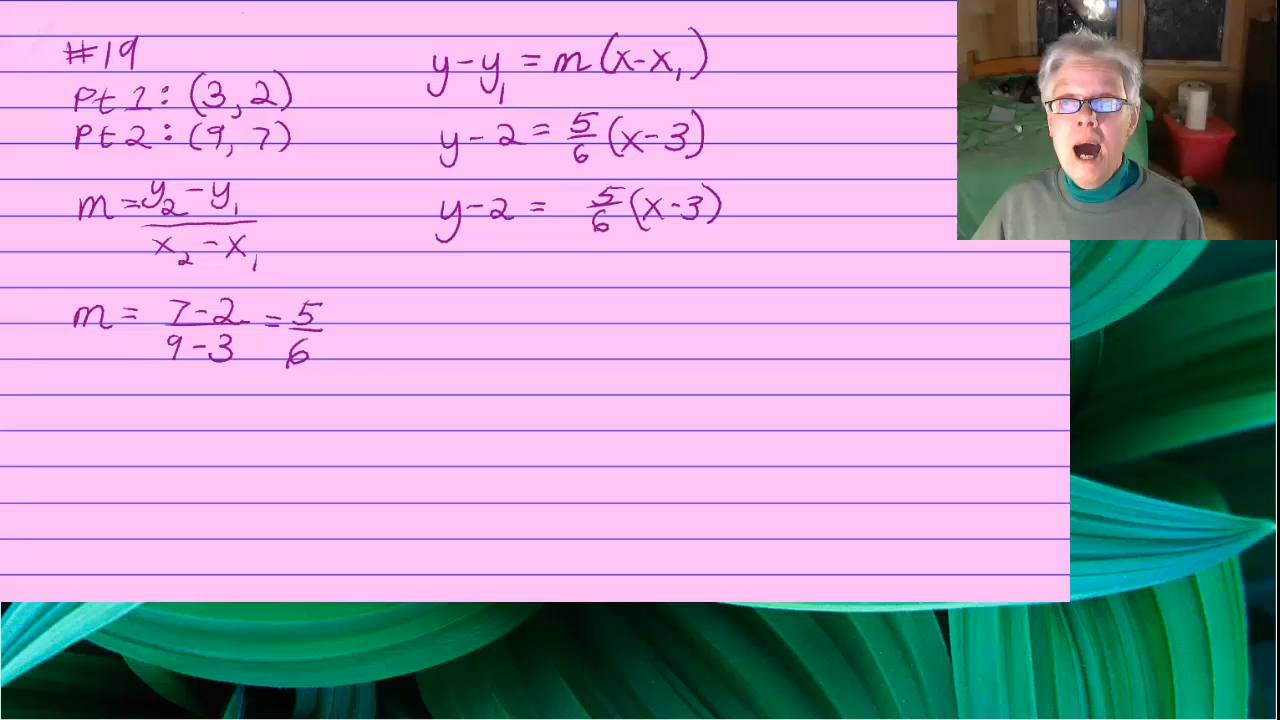 #19
Pt 1: (3, 2)
Pt 2: (9, 7)
m = y₂ - y₁
x₂ - x₁
m = 7 - 2 = 5
9 - 3 6
y - y₁ = m(x - x₁)
y - 2 = 5/6 (x - 3)
y - 2 = 5/6 (x - 3)